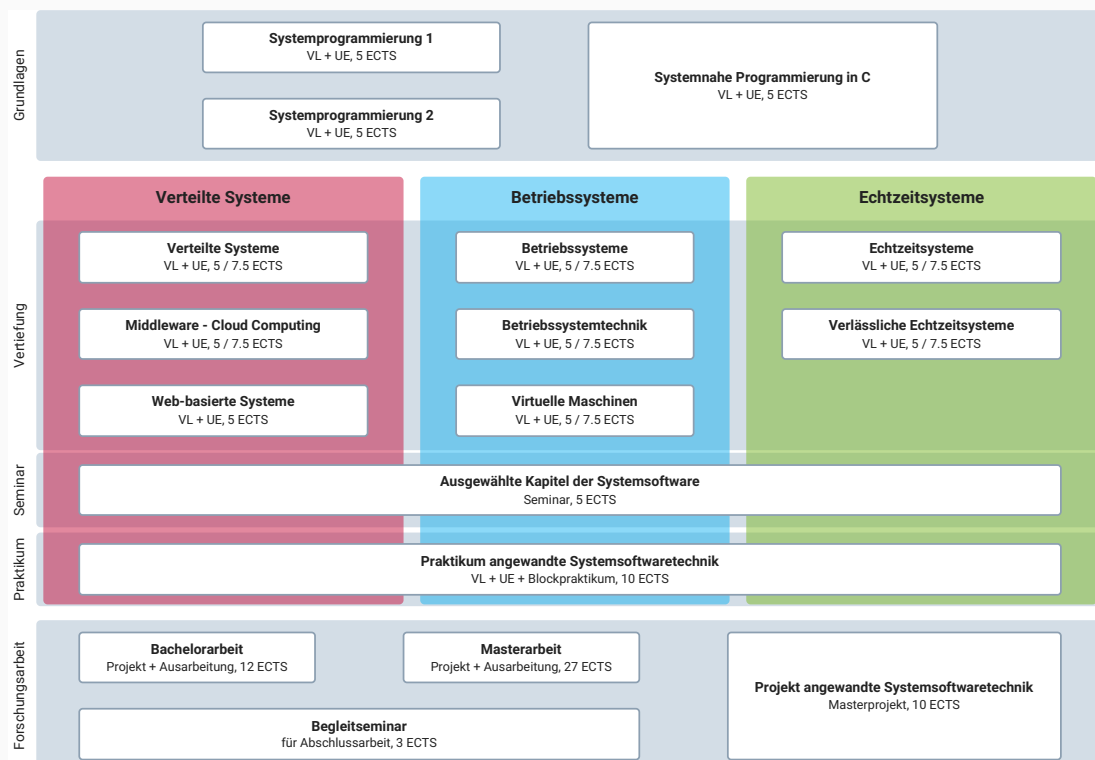 Grundlagen
Systemprogrammierung 1
VL + UE, 5 ECTS
Systemprogrammierung 2
VL + UE, 5 ECTS
Systemnahe Programmierung in C
VL + UE, 5 ECTS
Verteilte Systeme
Betriebssysteme
Echtzeitsysteme
Vertiefung
Verteilte Systeme
VL + UE, 5 / 7.5 ECTS
Middleware - Cloud Computing
VL + UE, 5 / 7.5 ECTS
Web-basierte Systeme
VL + UE, 5 ECTS
Betriebssysteme
VL + UE, 5 / 7.5 ECTS
Betriebssystemtechnik
VL + UE, 5 / 7.5 ECTS
Virtuelle Maschinen
VL + UE, 5 / 7.5 ECTS
Echtzeitsysteme
VL + UE, 5 / 7.5 ECTS
Verlässliche Echtzeitsysteme
VL + UE, 5 / 7.5 ECTS
Seminar
Ausgewählte Kapitel der Systemsoftware
Seminar, 5 ECTS
Praktikum
Praktikum angewandte Systemsoftwaretechnik
VL + UE + Blockpraktikum, 10 ECTS
Forschungsarbeit
Bachelorarbeit
Projekt + Ausarbeitung, 12 ECTS
Masterarbeit
Projekt + Ausarbeitung, 27 ECTS
Begleitseminar
für Abschlussarbeit, 3 ECTS
Projekt angewandte Systemsoftwaretechnik
Masterprojekt, 10 ECTS